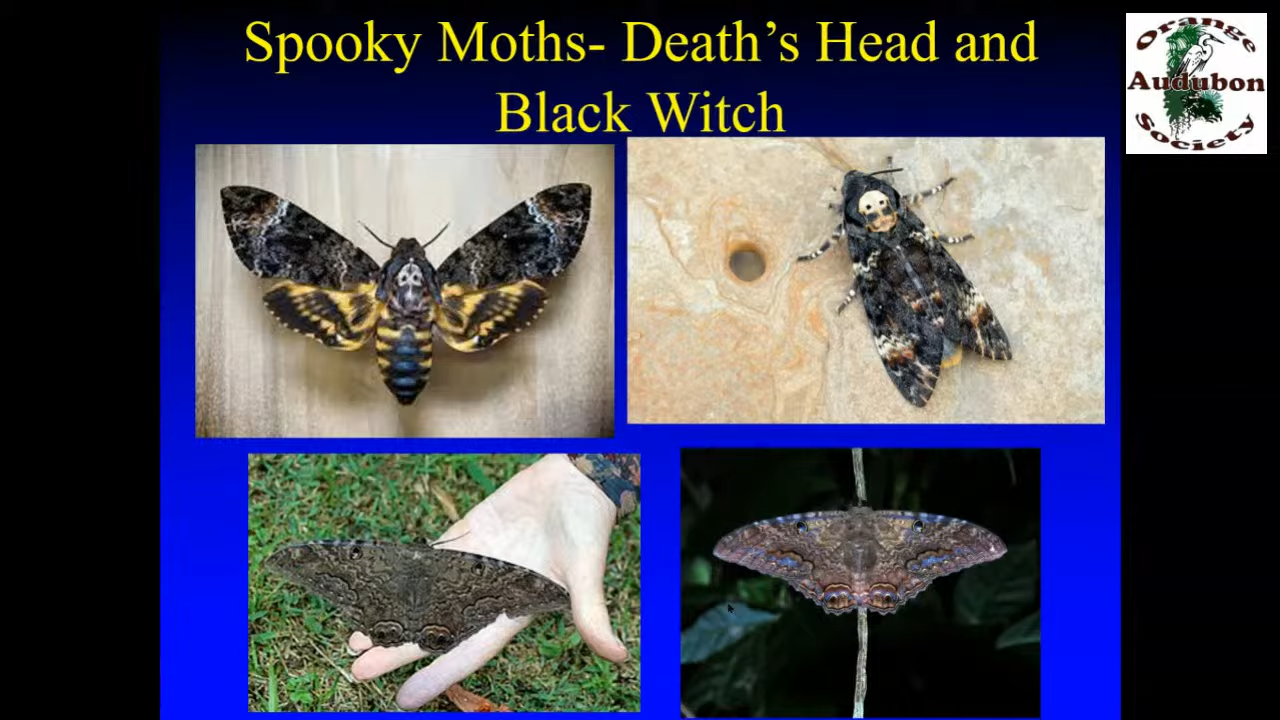 Spooky Moths- Death's Head and
Black Witch
Orange
Audubon
Society